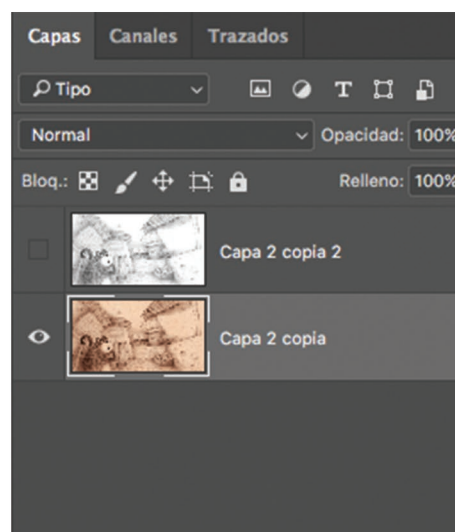 Capas Canales Trazados
Tipo
Normal Opacidad: 100%
Bloq.: Relleno: 100%
Capa 2 copia 2
Capa 2 copia